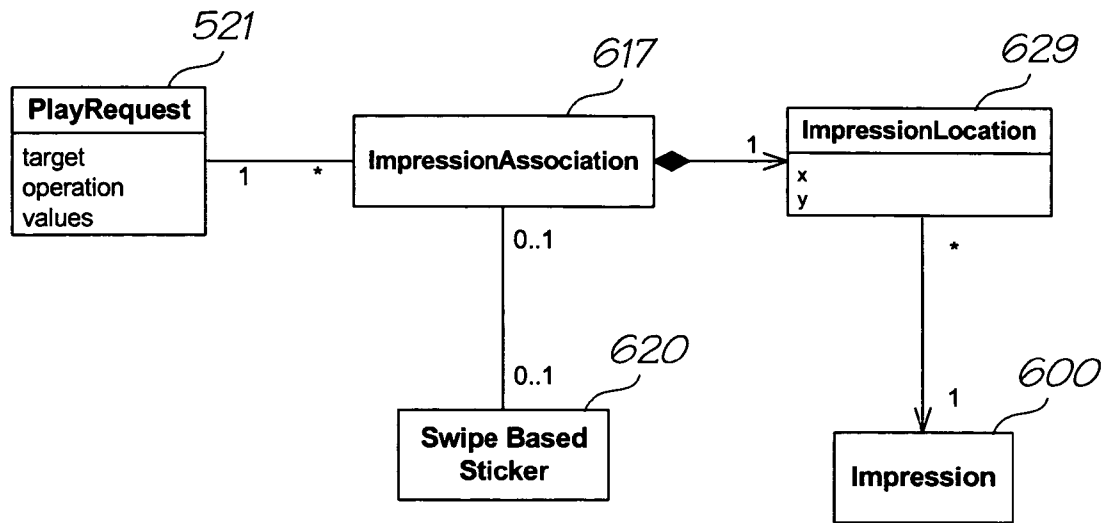 521
617
629
PlayRequest
target
operation
values
1
*
ImpressionAssociation
1
ImpressionLocation
x
y
0..1
*
0..1
620
1
600
Swipe Based
Sticker
Impression